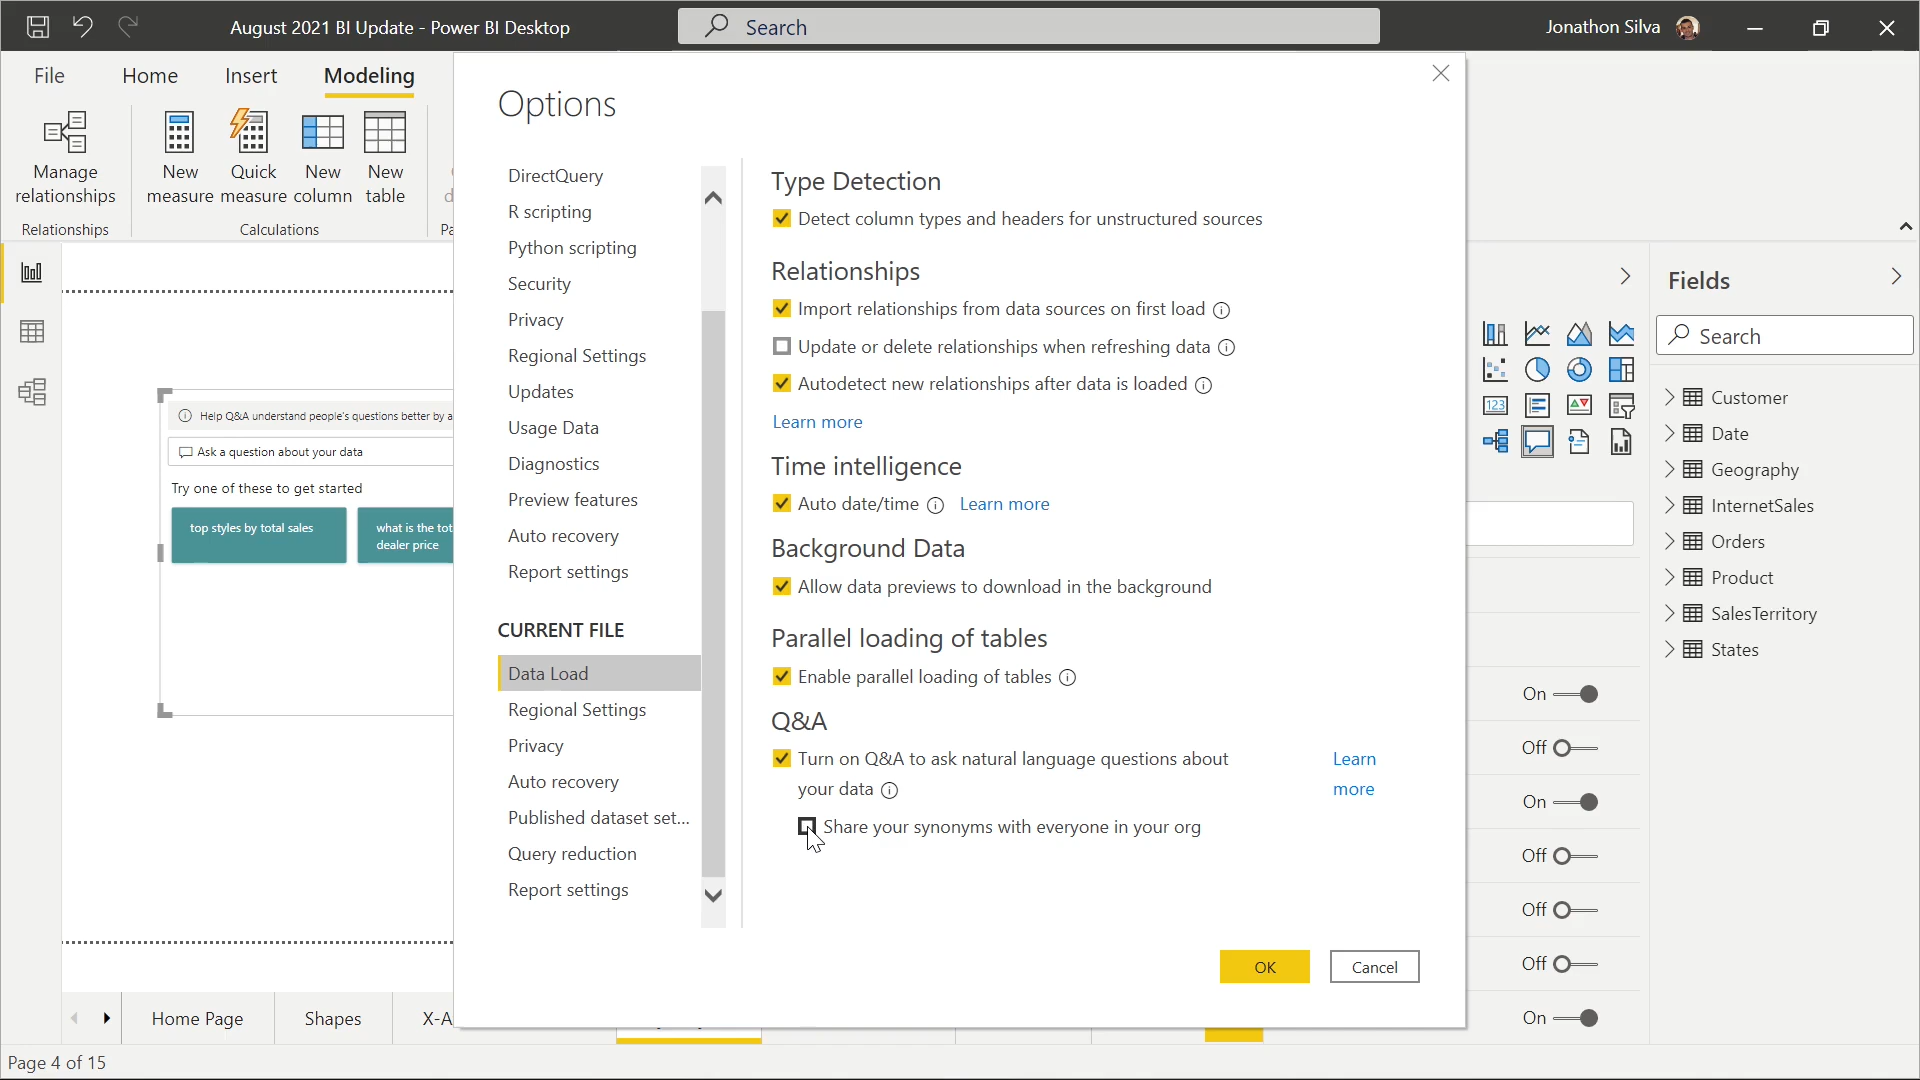 August 2021 BI Update - Power BI Desktop
Search
Jonathon Silva
File
Home
Insert
Modeling
Manage
relationships
New
measure
Quick
measure
New
column
New
table
Relationships
Calculations
Help Q&A understand people's questions better by a
Ask a question about your data
Try one of these to get started
top styles by total sales
what is the tot
dealer price
Options
DirectQuery
R scripting
Python scripting
Security
Privacy
Regional Settings
Updates
Usage Data
Diagnostics
Preview features
Auto recovery
Report settings
CURRENT FILE
Data Load
Regional Settings
Privacy
Auto recovery
Published dataset set...
Query reduction
Report settings
Type Detection
Detect column types and headers for unstructured sources
Relationships
Import relationships from data sources on first load
Update or delete relationships when refreshing data
Autodetect new relationships after data is loaded
Learn more
Time intelligence
Auto date/time Learn more
Background Data
Allow data previews to download in the background
Parallel loading of tables
Enable parallel loading of tables
Q&A
Turn on Q&A to ask natural language questions about
your data
Learn
more
Share your synonyms with everyone in your org
OK
Cancel
123
On
Off
On
Off
Off
Off
On
Fields
Search
Customer
Date
Geography
InternetSales
Orders
Product
SalesTerritory
States
Home Page
Shapes
X-A
Page 4 of 15